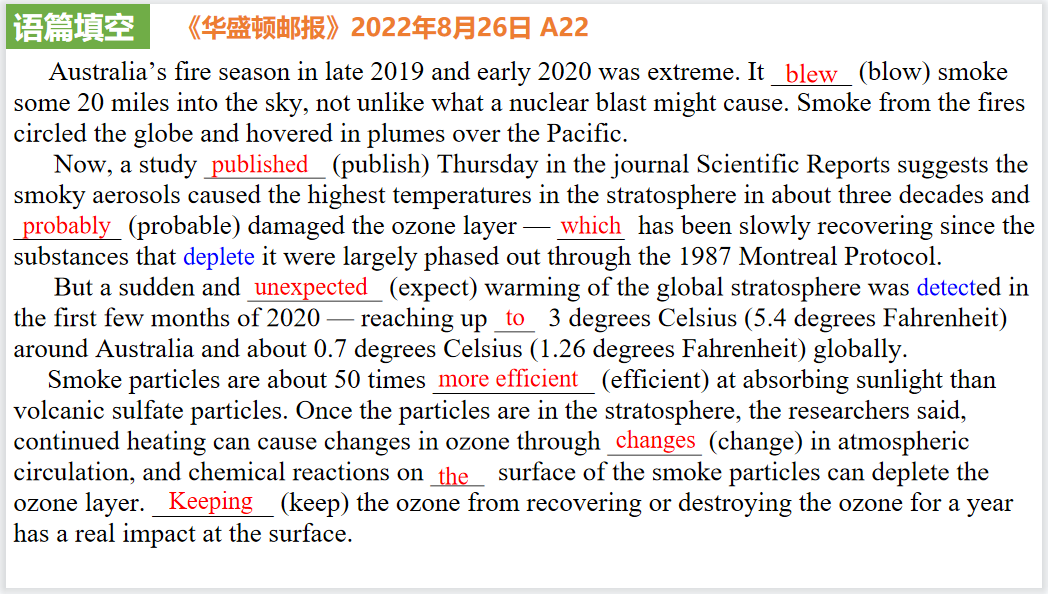 语篇填空 《华盛顿邮报》2022年8月26日 A22
Australia’s fire season in late 2019 and early 2020 was extreme. It blew (blow) smoke
some 20 miles into the sky, not unlike what a nuclear blast might cause. Smoke from the fires
circled the globe and hovered in plumes over the Pacific.
Now, a study published (publish) Thursday in the journal Scientific Reports suggests the
smoky aerosols caused the highest temperatures in the stratosphere in about three decades and
probably (probable) damaged the ozone layer — which has been slowly recovering since the
substances that deplete it were largely phased out through the 1987 Montreal Protocol.
But a sudden and unexpected (expect) warming of the global stratosphere was detected in
the first few months of 2020 — reaching up to 3 degrees Celsius (5.4 degrees Fahrenheit)
around Australia and about 0.7 degrees Celsius (1.26 degrees Fahrenheit) globally.
Smoke particles are about 50 times more efficient (efficient) at absorbing sunlight than
volcanic sulfate particles. Once the particles are in the stratosphere, the researchers said,
continued heating can cause changes in ozone through changes (change) in atmospheric
circulation, and chemical reactions on the surface of the smoke particles can deplete the
ozone layer. Keeping (keep) the ozone from recovering or destroying the ozone for a year
has a real impact at the surface.